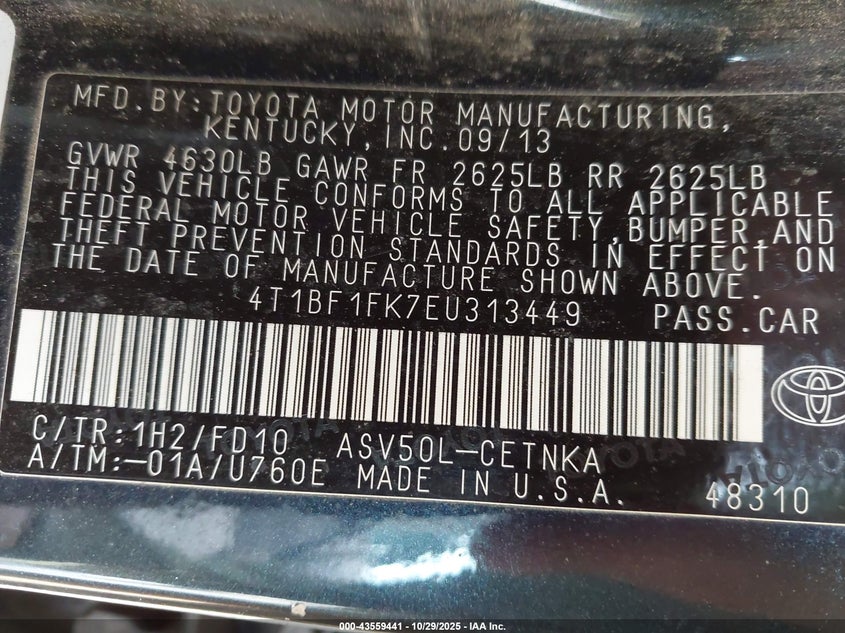 MFD.BY:TOYOTA MOTOR MANUFACTURING,
KENTUCKY,INC.09/13
GVWR 4630LB GAWR FR 2625LB RR 2625LB
THIS VEHICLE CONFORMS TO ALL APPLICABLE
FEDERAL MOTOR VEHICLE SAFETY,BUMPER,AND
THEFT PREVENTION STANDARDS IN EFFECT ON
THE DATE OF MANUFACTURE SHOWN ABOVE.
4T1BF1FK7EU313449 PASS.CAR
C/TR:1H2/FD10 ASV50L-CETNKA
A/TM:-01A/U760E MADE IN U.S.A. 48310
TOYOTA
000-43559441 | 10/29/2025 - IAA Inc.